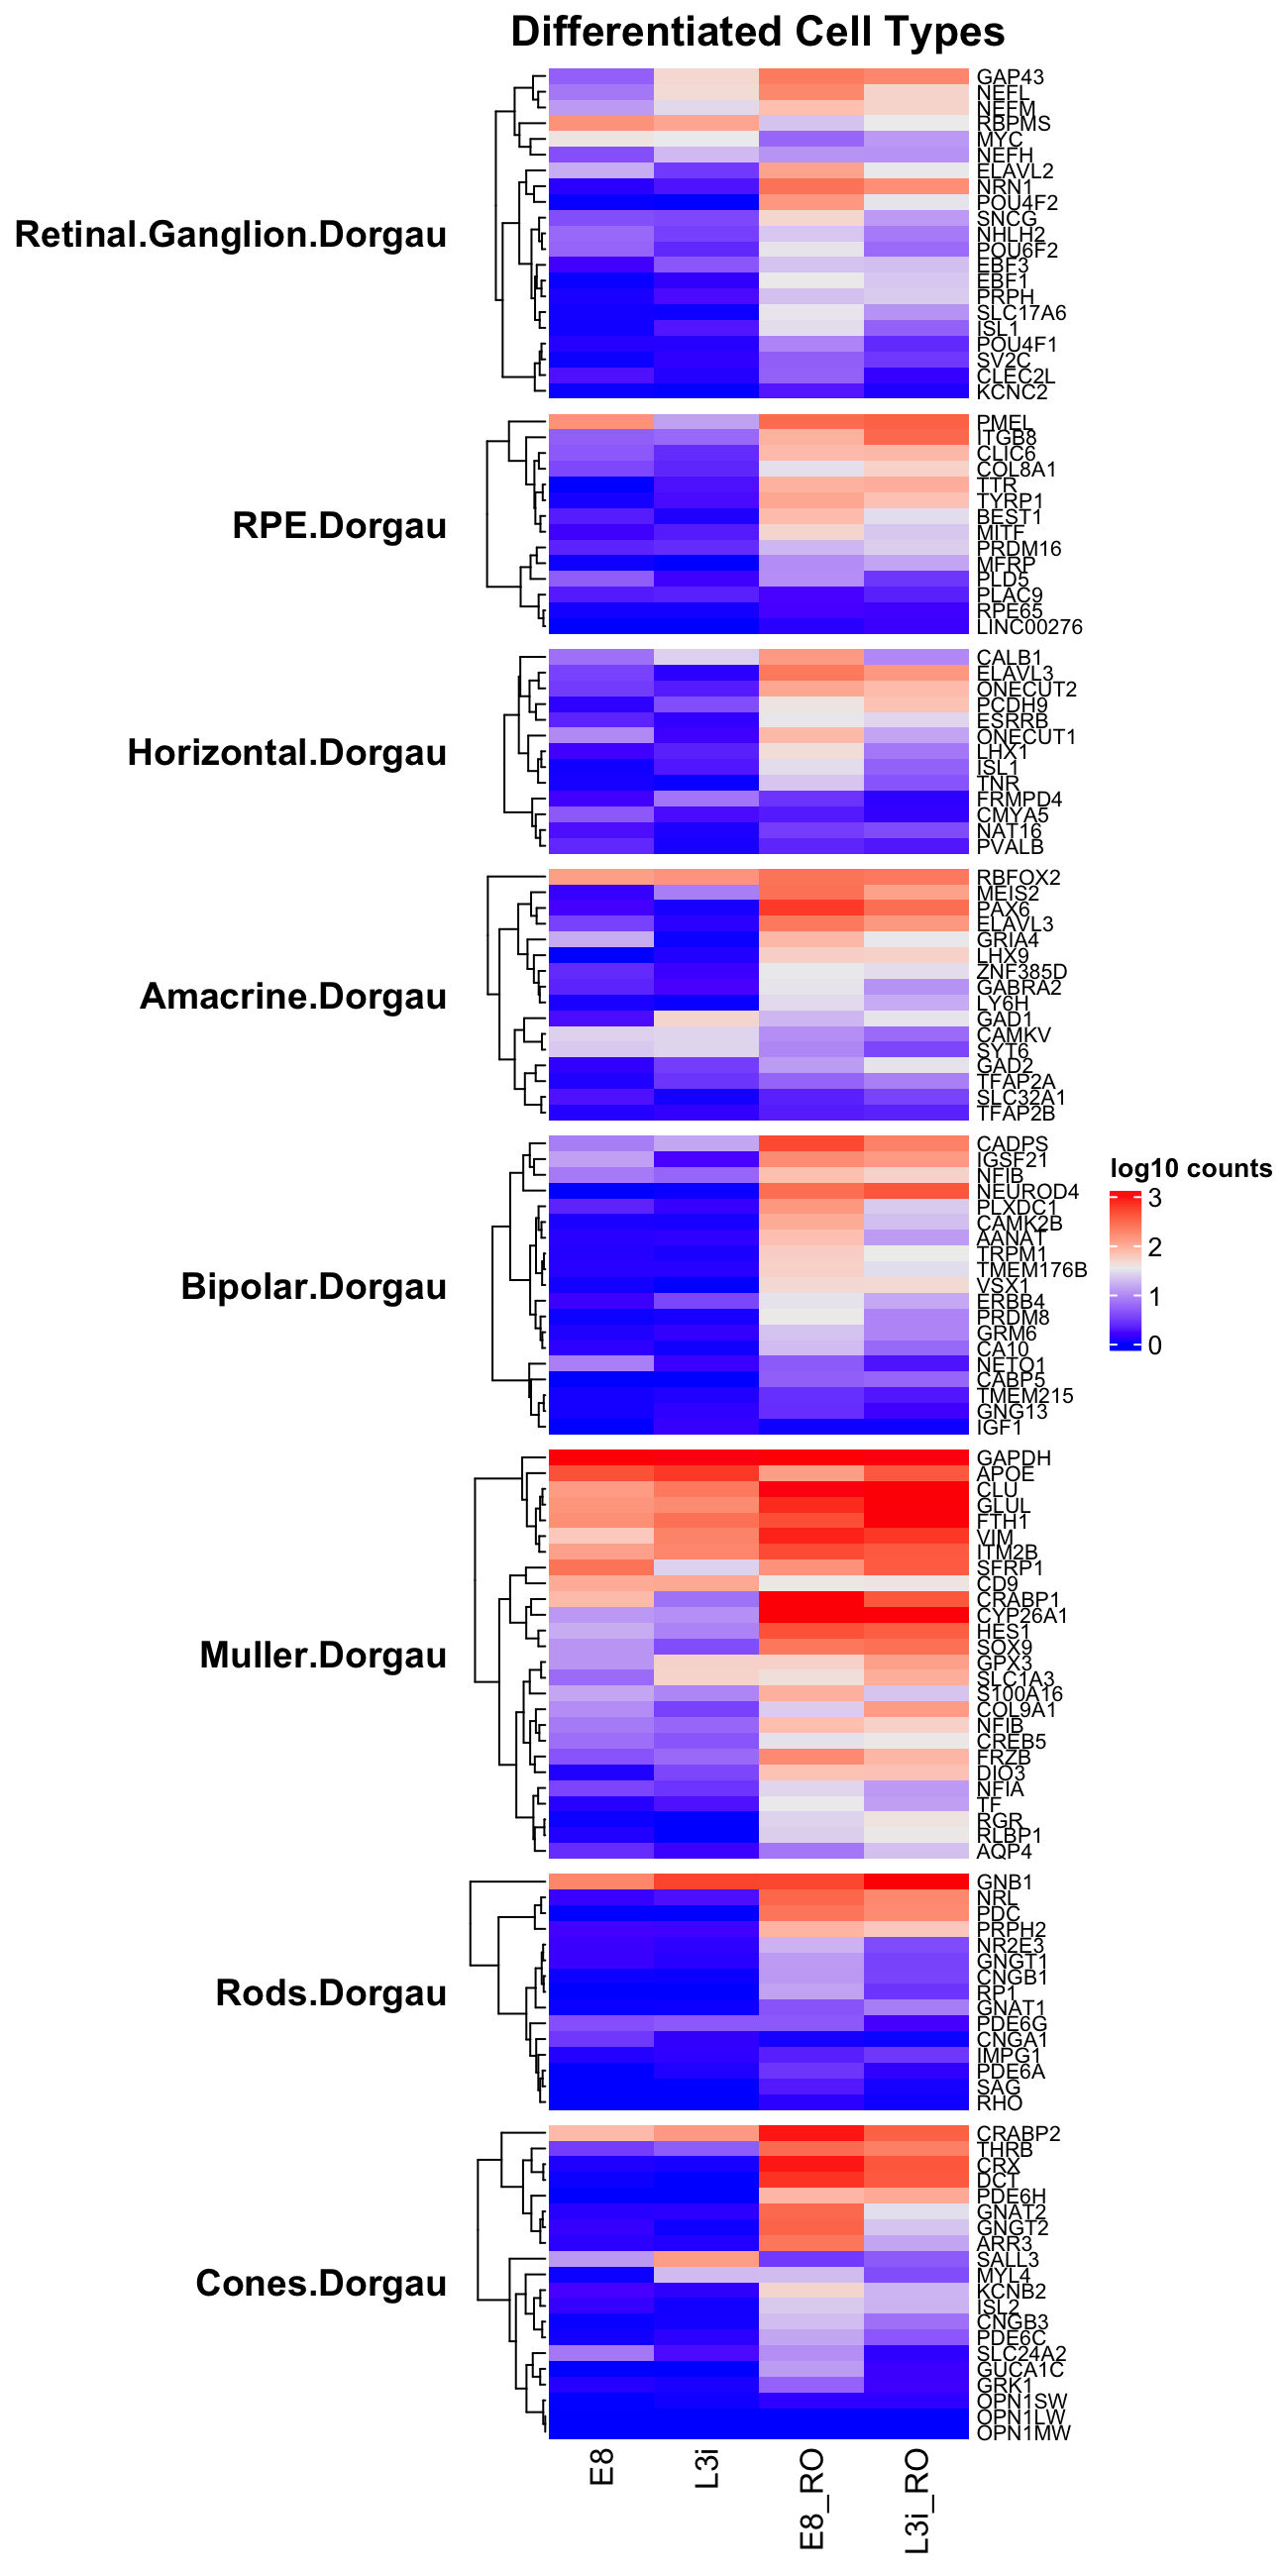 Differentiated Cell Types
Retinal.Ganglion.Dorgau
GAP43
NEFL
NEFM
RBPMS
MYC
NEFH
ELAVL2
NRN1
POU4F2
SNCG
NHLH2
POU6F2
EBF3
EBF1
PRPH
SLC17A6
ISL1
POU4F1
SV2C
CLEC2L
KCNC2
RPE.Dorgau
PMEL
ITGB8
CLIC6
COL8A1
TTR
TYRP1
BEST1
MITF
PRDM16
MFRP
PLD5
PLAC9
RPE65
LINC00276
Horizontal.Dorgau
CALB1
ELAVL3
ONECUT2
PCDH9
ESRRB
ONECUT1
LHX1
ISL1
TNR
FRMPD4
CMYA5
NAT16
PVALB
Amacrine.Dorgau
RBFOX2
MEIS2
PAX6
ELAVL3
GRIA4
LHX9
ZNF385D
GABRA2
LY6H
GAD1
CAMKV
SYT6
GAD2
TFAP2A
SLC32A1
TFAP2B
Bipolar.Dorgau
CADPS
IGSF21
NFIB
NEUROD4
PLXDC1
CAMK2B
AANAT
TRPM1
TMEM176B
VSX1
ERBB4
PRDM8
GRM6
CA10
NETO1
CABP5
TMEM215
GNG13
IGF1
log10 counts
3
2
1
0
Muller.Dorgau
GAPDH
APOE
CLU
GLUL
FTH1
VIM
ITM2B
SFRP1
CD9
CRABP1
CYP26A1
HES1
SOX9
GPX3
SLC1A3
S100A16
COL9A1
NFIB
CREB5
FRZB
DIO3
NFIA
TF
RGR
RLBP1
AQP4
Rods.Dorgau
GNB1
NRL
PDC
PRPH2
NR2E3
GNGT1
CNGB1
RP1
GNAT1
PDE6G
CNGA1
IMPG1
PDE6A
SAG
RHO
Cones.Dorgau
CRABP2
THRB
CRX
DCT
PDE6H
GNAT2
GNGT2
ARR3
SALL3
MYL4
KCNB2
ISL2
CNGB3
PDE6C
SLC24A2
GUCA1C
GRK1
OPN1SW
OPN1LW
OPN1MW
E8
L3i
E8_RO
L3i_RO